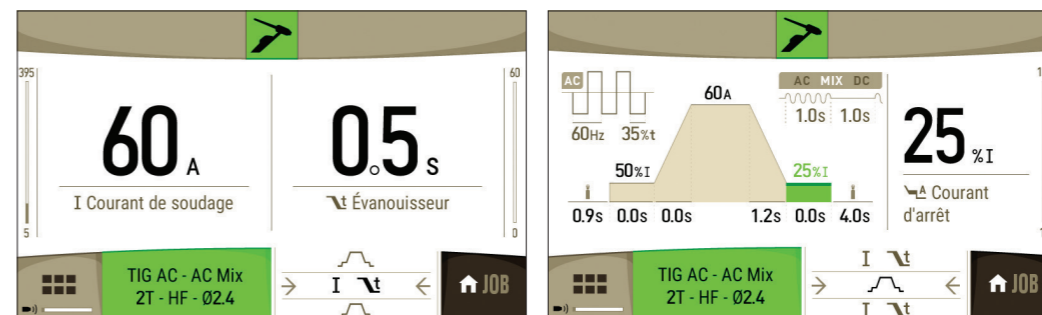 395
60
60 A
0.5 s
I Courant de soudage
t Évanouisseur
5
0
TIG AC - AC Mix
2T - HF - Ø2.4
I t
JOB
AC
AC MIX DC
60A
1.0s 1.0s
60Hz 35%t
25 %I
50%I
25%I
Courant
d'arrêt
0.9s 0.0s 0.0s 1.2s 0.0s 4.0s
I t
TIG AC - AC Mix
2T - HF - Ø2.4
I t
JOB